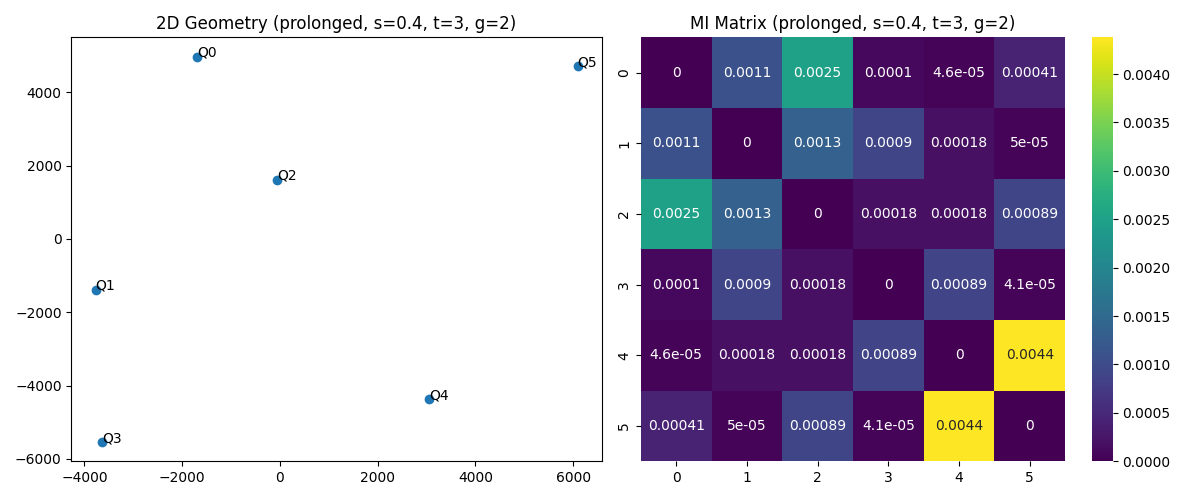 2D Geometry (prolonged, s=0.4, t=3, g=2)
4000
2000
0
−2000
−4000
−6000
−4000
−2000
0
2000
4000
6000
Q0
Q5
Q2
Q1
Q4
Q3
MI Matrix (prolonged, s=0.4, t=3, g=2)
0 0 0.0011 0.0025 0.0001 4.6e-05 0.00041
1 0.0011 0 0.0013 0.0009 0.00018 5e-05
2 0.0025 0.0013 0 0.00018 0.00018 0.00089
3 0.0001 0.0009 0.00018 0 0.00089 4.1e-05
4 4.6e-05 0.00018 0.00018 0.00089 0 0.0044
5 0.00041 5e-05 0.00089 4.1e-05 0.0044 0
0 1 2 3 4 5
0.0040
0.0035
0.0030
0.0025
0.0020
0.0015
0.0010
0.0005
0.0000